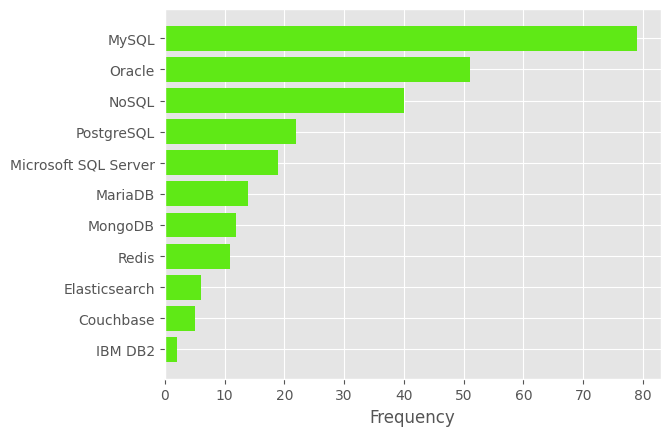 MySQL
Oracle
NoSQL
PostgreSQL
Microsoft SQL Server
MariaDB
MongoDB
Redis
Elasticsearch
Couchbase
IBM DB2
0 10 20 30 40 50 60 70 80
Frequency